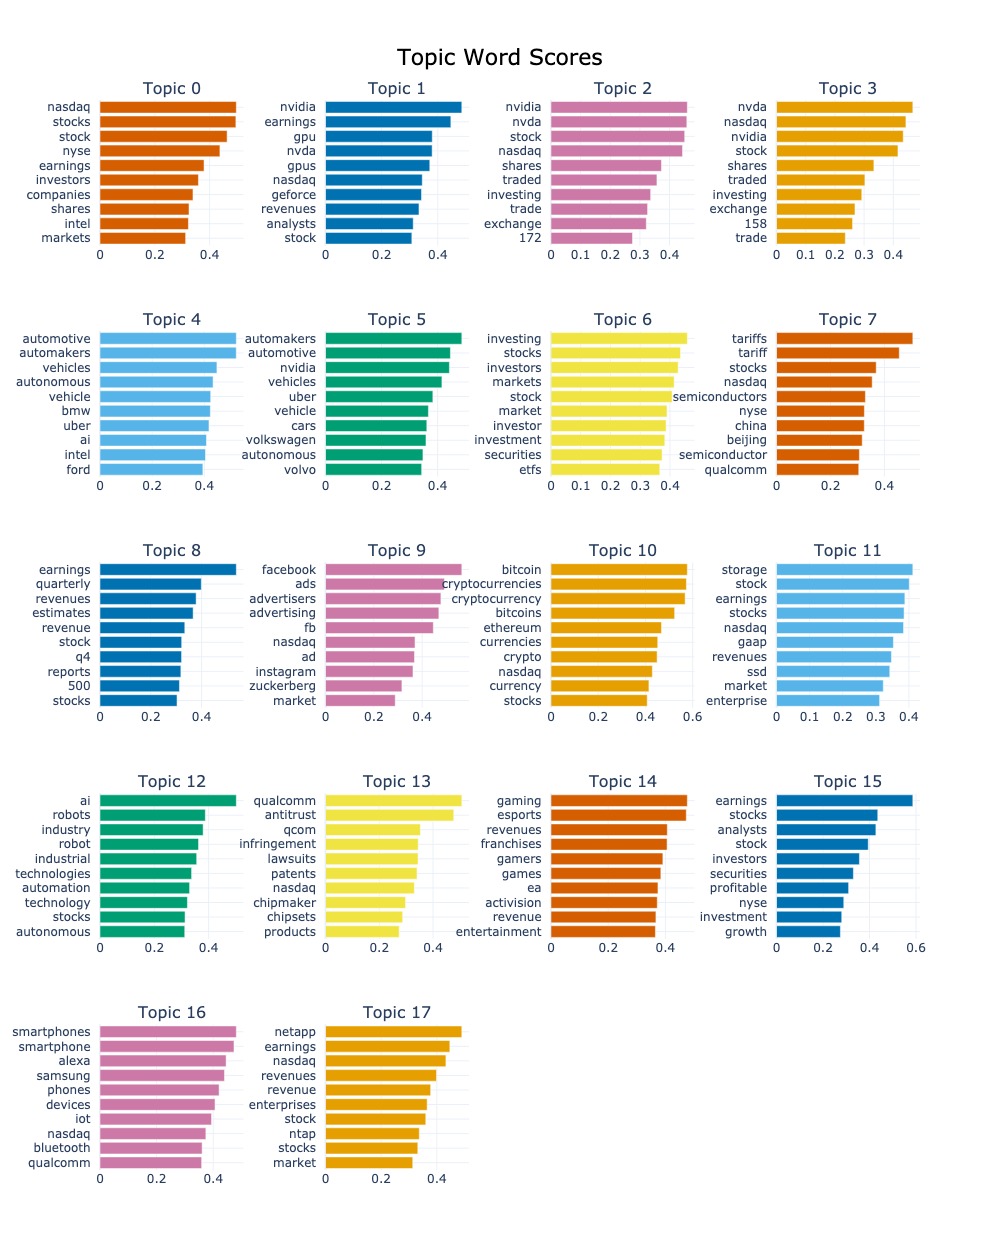 Topic Word Scores
Topic 0
nasdaq
stocks
stock
nyse
earnings
investors
companies
shares
intel
markets
0 0.2 0.4
Topic 1
nvidia
earnings
gpu
nvda
gpus
nasdaq
geforce
revenues
analysts
stock
0 0.2 0.4
Topic 2
nvidia
nvda
stock
nasdaq
shares
traded
investing
trade
exchange
172
0 0.1 0.2 0.3 0.4
Topic 3
nvda
nasdaq
nvidia
stock
shares
traded
investing
exchange
158
trade
0 0.1 0.2 0.3 0.4
Topic 4
automotive
automakers
vehicles
autonomous
vehicle
bmw
uber
ai
intel
ford
0 0.2 0.4
Topic 5
automakers
automotive
nvidia
vehicles
uber
vehicle
cars
volkswagen
autonomous
volvo
0 0.2 0.4
Topic 6
investing
stocks
investors
markets
stock
market
investor
investment
securities
etfs
0 0.1 0.2 0.3 0.4
Topic 7
tariffs
tariff
stocks
nasdaq
semiconductors
nyse
china
beijing
semiconductor
qualcomm
0 0.2 0.4
Topic 8
earnings
quarterly
revenues
estimates
revenue
stock
q4
reports
500
stocks
0 0.2 0.4
Topic 9
facebook
ads
advertisers
advertising
fb
nasdaq
ad
instagram
zuckerberg
market
0 0.2 0.4
Topic 10
bitcoin
cryptocurrencies
cryptocurrency
bitcoins
ethereum
currencies
crypto
nasdaq
currency
stocks
0 0.2 0.4 0.6
Topic 11
storage
stock
earnings
stocks
nasdaq
gaap
revenues
ssd
market
enterprise
0 0.1 0.2 0.3 0.4
Topic 12
ai
robots
industry
robot
industrial
technologies
automation
technology
stocks
autonomous
0 0.2 0.4
Topic 13
qualcomm
antitrust
qcom
infringement
lawsuits
patents
nasdaq
chipmaker
chipsets
products
0 0.2 0.4
Topic 14
gaming
esports
revenues
franchises
gamers
games
ea
activision
revenue
entertainment
0 0.2 0.4
Topic 15
earnings
stocks
analysts
stock
investors
securities
profitable
nyse
investment
growth
0 0.2 0.4 0.6
Topic 16
smartphones
smartphone
alexa
samsung
phones
devices
iot
nasdaq
bluetooth
qualcomm
0 0.2 0.4
Topic 17
netapp
earnings
nasdaq
revenues
revenue
enterprises
stock
ntap
stocks
market
0 0.2 0.4